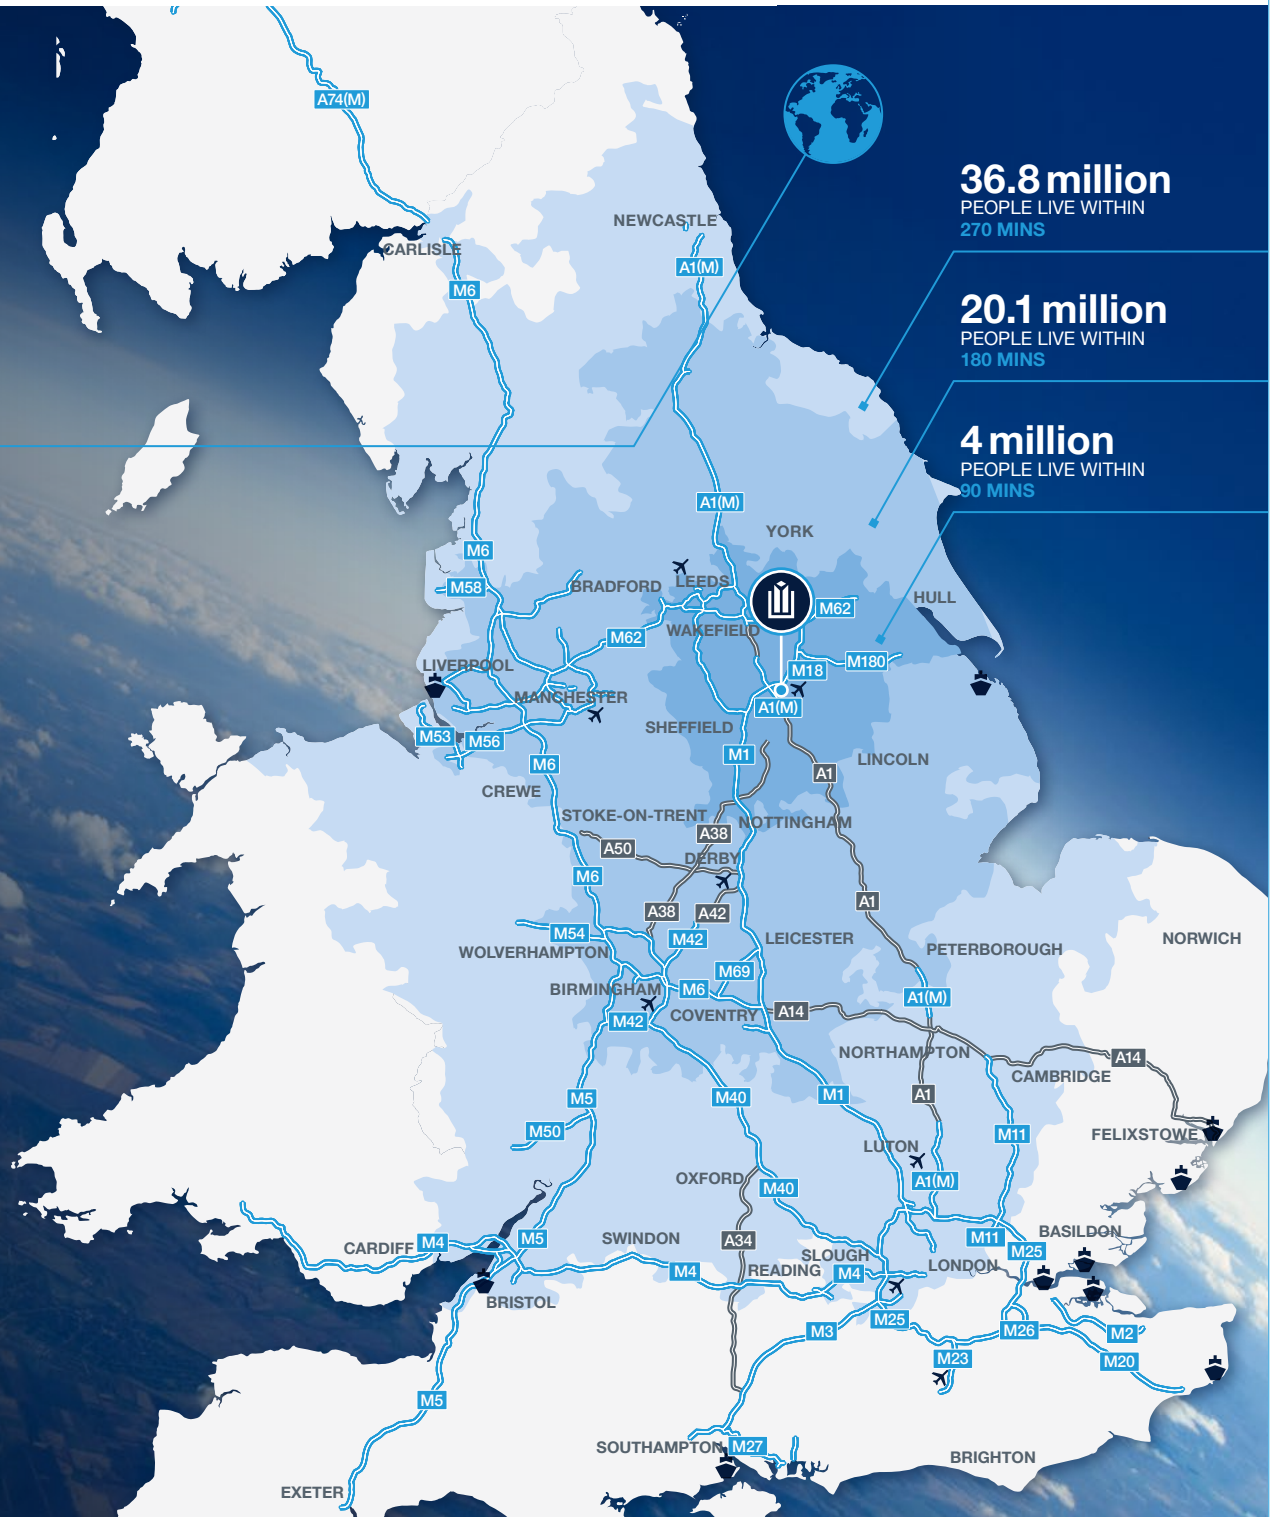 A74(M)
36.8 million
PEOPLE LIVE WITHIN
270 MINS
NEWCASTLE
CARLISLE
A1(M)
M6
20.1 million
PEOPLE LIVE WITHIN
180 MINS
4 million
PEOPLE LIVE WITHIN
90 MINS
A1(M)
YORK
M6
BRADFORD
LEEDS
M58
HULL
M62
WAKEFIELD
M62
LIVERPOOL
M180
M18
MANCHESTER
A1(M)
SHEFFIELD
M53
M56
M1
LINCOLN
M6
A1
CREWE
STOKE-ON-TRENT
NOTTINGHAM
A38
A50
DERBY
M6
A1
A38
A42
M54
M42
LEICESTER
NORWICH
WOLVERHAMPTON
PETERBOROUGH
M69
BIRMINGHAM
M6
A1(M)
A14
COVENTRY
M42
NORTHAMPTON
A14
CAMBRIDGE
M5
M40
M1
A1
M50
M11
FELIXSTOWE
LUTON
OXFORD
A1(M)
M40
BASILDON
SWINDON
A34
M5
M4
CARDIFF
M11
M25
SLOUGH
LONDON
M4
READING
M4
BRISTOL
M25
M3
M26
M2
M23
M20
M5
SOUTHAMPTON
M27
BRIGHTON
EXETER